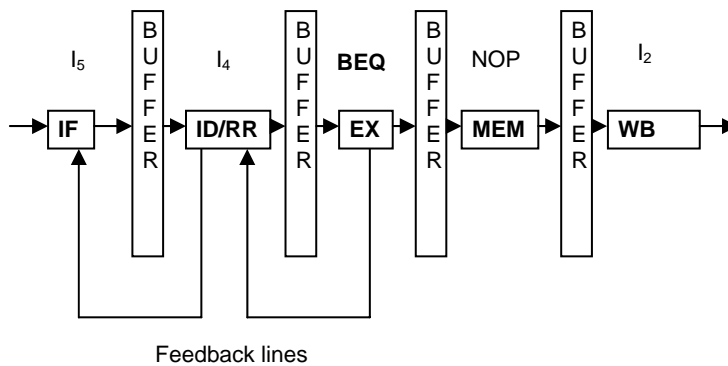 I5 I4 BEQ NOP I2
BUFFER BUFFER BUFFER BUFFER
IF ID/RR EX MEM WB
Feedback lines